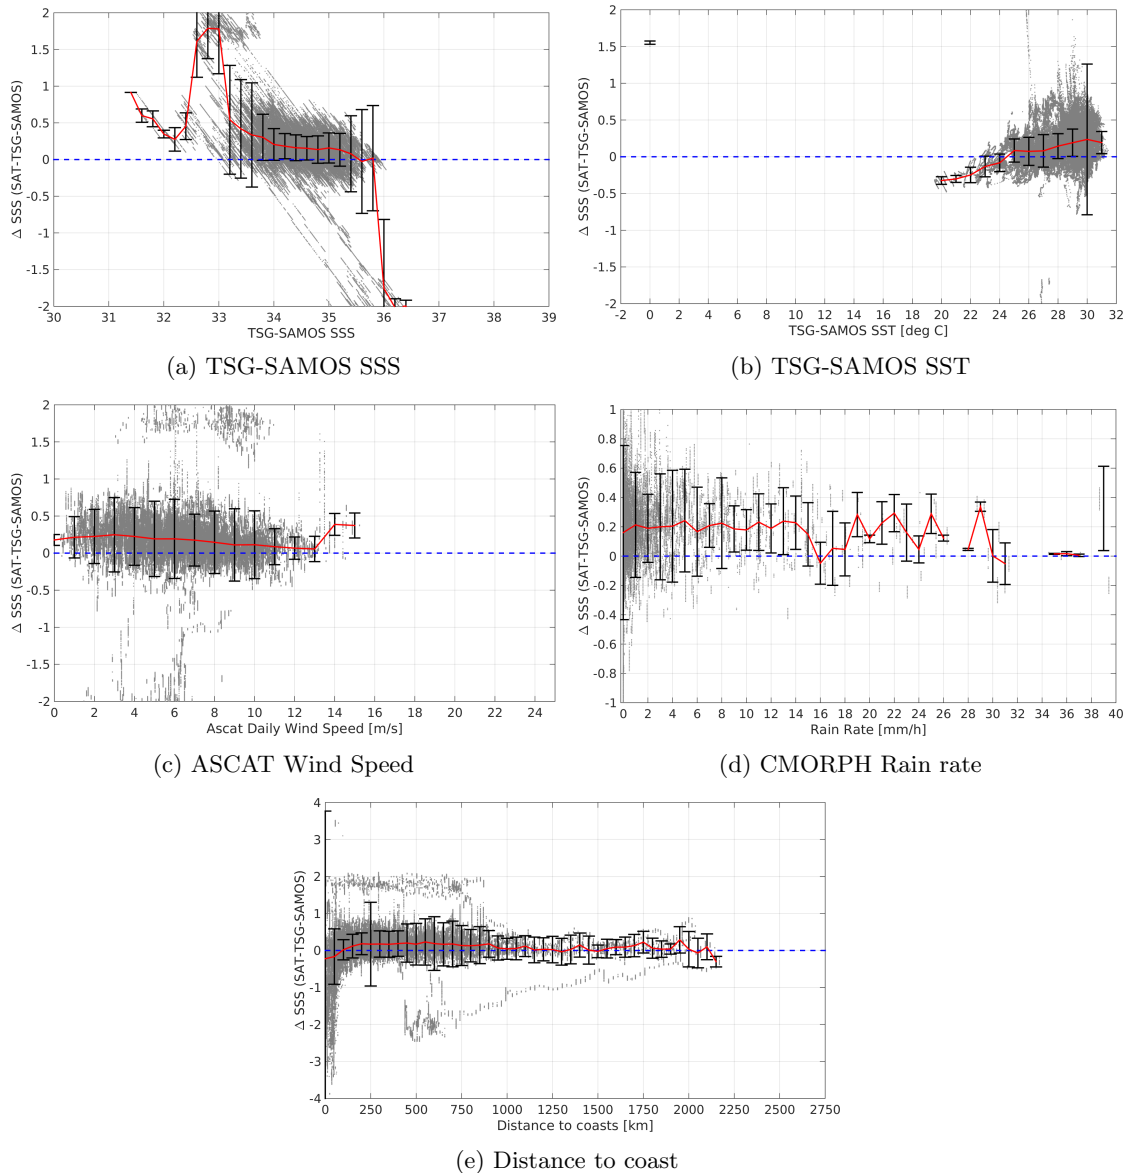 2
1.5
1
0.5
0
-0.5
-1
-1.5
-2
Δ SSS (SAT-TSG-SAMOS)
30 31 32 33 34 35 36 37 38 39
TSG-SAMOS SSS
(a) TSG-SAMOS SSS
2
1.5
1
0.5
0
-0.5
-1
-1.5
-2
Δ SSS (SAT-TSG-SAMOS)
-2 0 2 4 6 8 10 12 14 16 18 20 22 24 26 28 30 32
TSG-SAMOS SST [deg C]
(b) TSG-SAMOS SST
2
1.5
1
0.5
0
-0.5
-1
-1.5
-2
Δ SSS (SAT-TSG-SAMOS)
0 2 4 6 8 10 12 14 16 18 20 22 24
Ascat Daily Wind Speed [m/s]
(c) ASCAT Wind Speed
1
0.8
0.6
0.4
0.2
0
-0.2
-0.4
-0.6
-0.8
-1
Δ SSS (SAT-TSG-SAMOS)
0 2 4 6 8 10 12 14 16 18 20 22 24 26 28 30 32 34 36 38 40
Rain Rate [mm/h]
(d) CMORPH Rain rate
4
3
2
1
0
-1
-2
-3
-4
Δ SSS (SAT-TSG-SAMOS)
0 250 500 750 1000 1250 1500 1750 2000 2250 2500 2750
Distance to coasts [km]
(e) Distance to coast